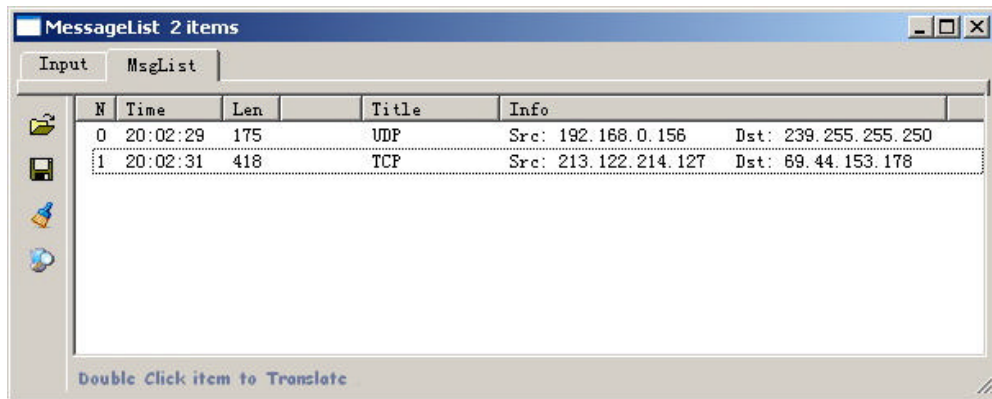 MessageList 2 items
Input MsgList
N Time Len Title Info
0 20:02:29 175 UDP Src: 192.168.0.156 Dst: 239.255.255.250
1 20:02:31 418 TCP Src: 213.122.214.127 Dst: 69.44.153.178
Double Click item to Translate